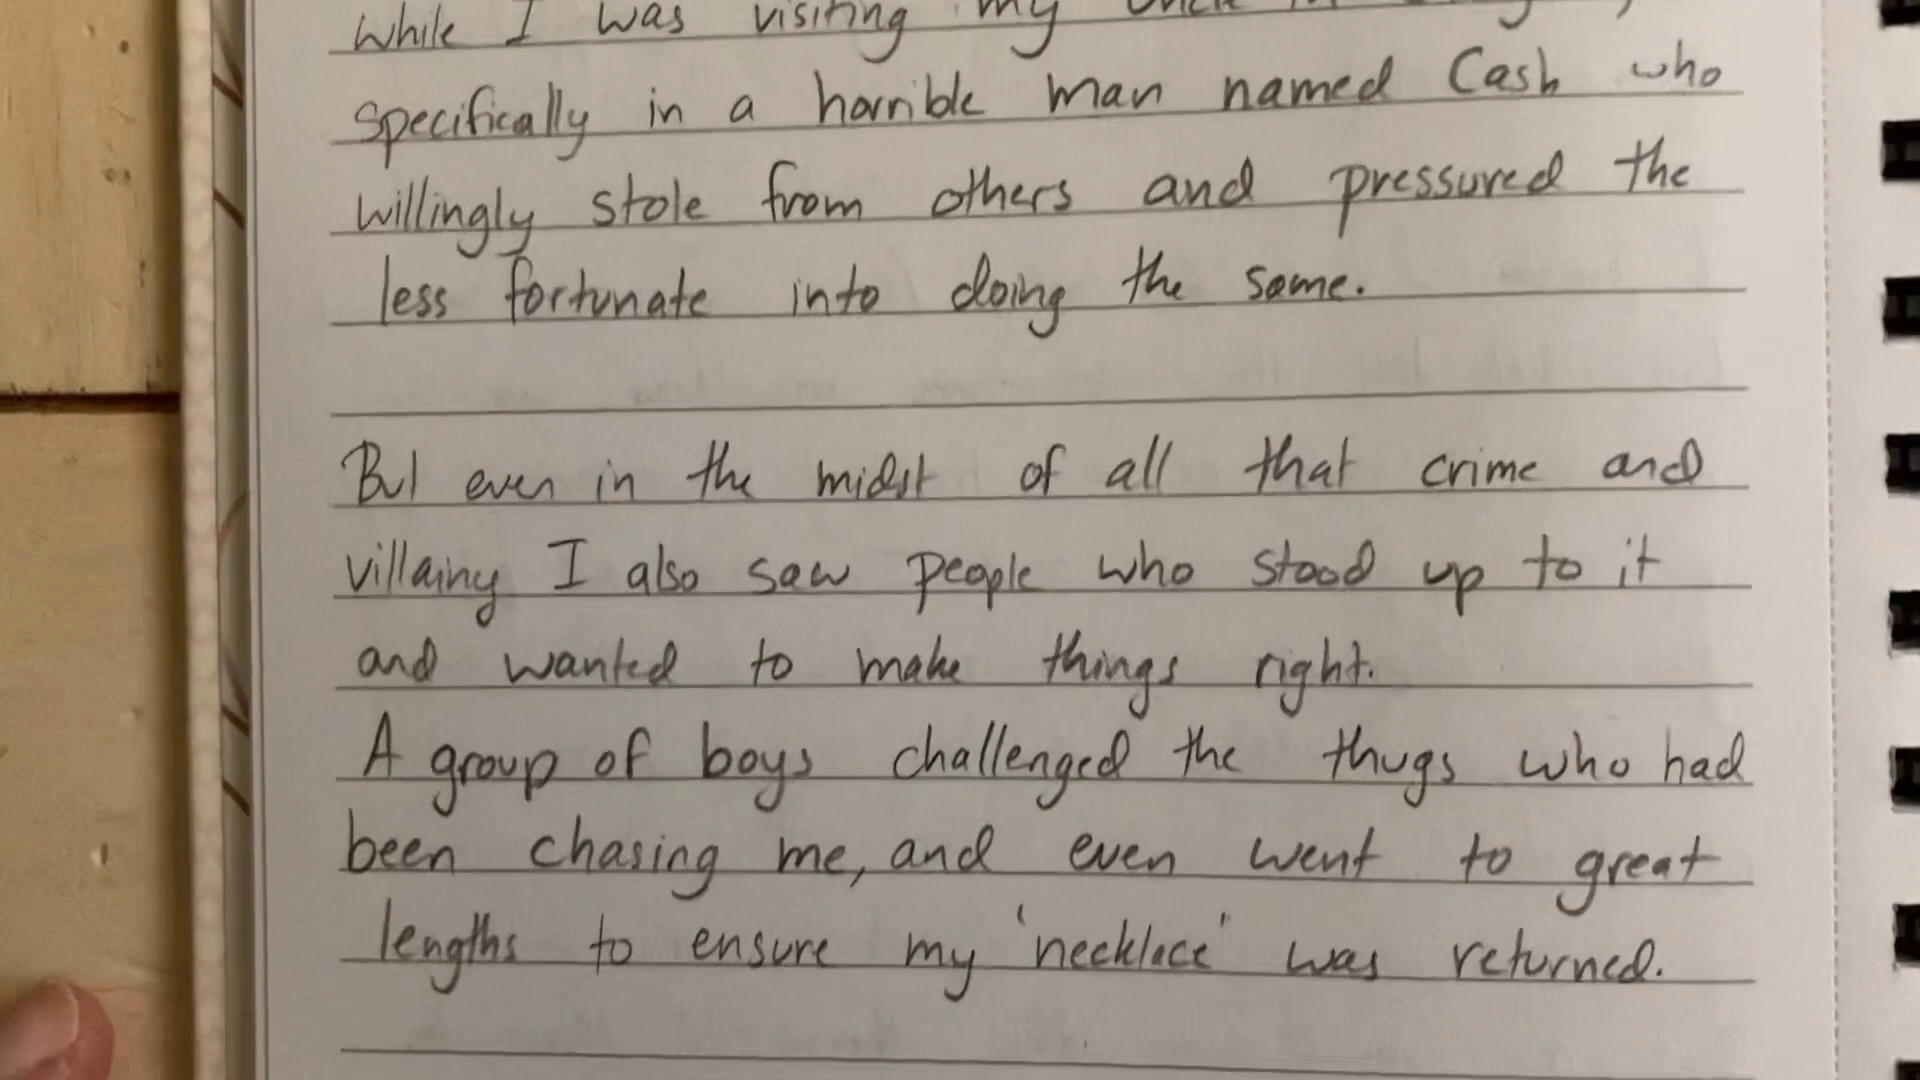 while I was visiting my
specifically in a horrible man named Cash who
willingly stole from others and pressured the
less fortunate into doing the same.
But even in the midst of all that crime and
villainy I also saw people who stood up to it
and wanted to make things right.
A group of boys challenged the thugs who had
been chasing me, and even went to great
lengths to ensure my 'necklace' was returned.